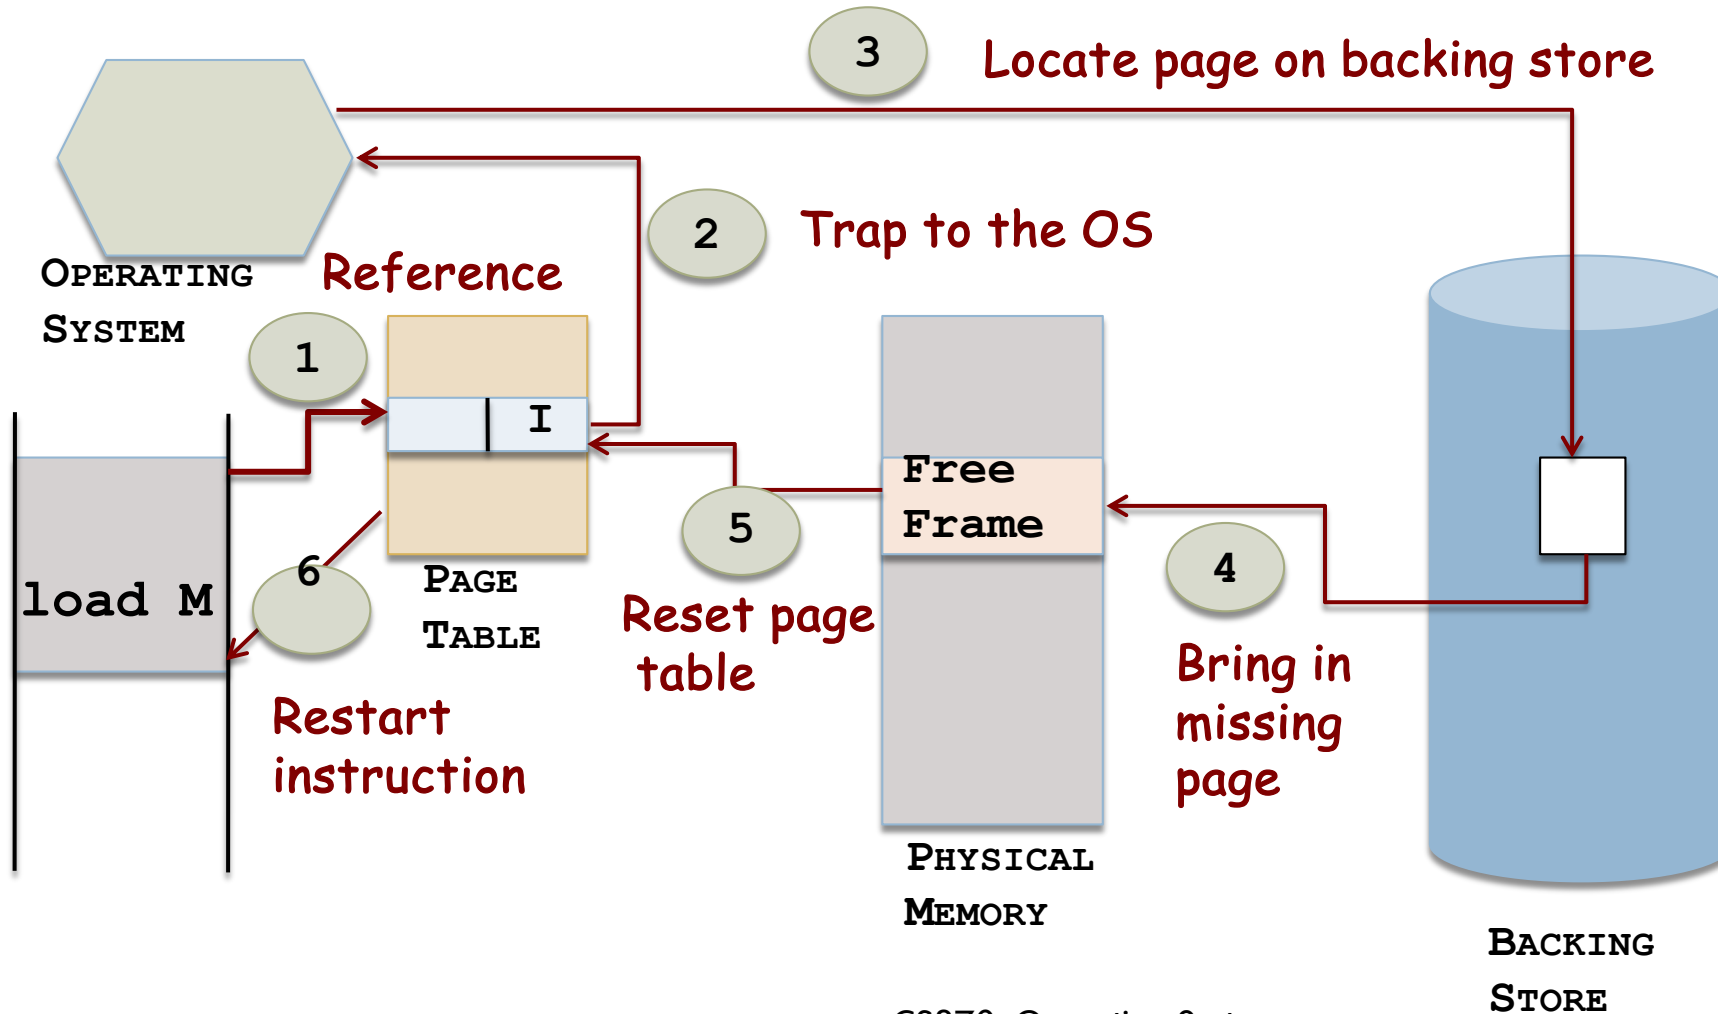 3
Locate page on backing store
2
Trap to the OS
OPERATING
SYSTEM
Reference
1
I
Free
Frame
5
4
6
load M
PAGE
TABLE
Reset page
table
Bring in
missing
page
Restart
instruction
PHYSICAL
MEMORY
BACKING
STORE